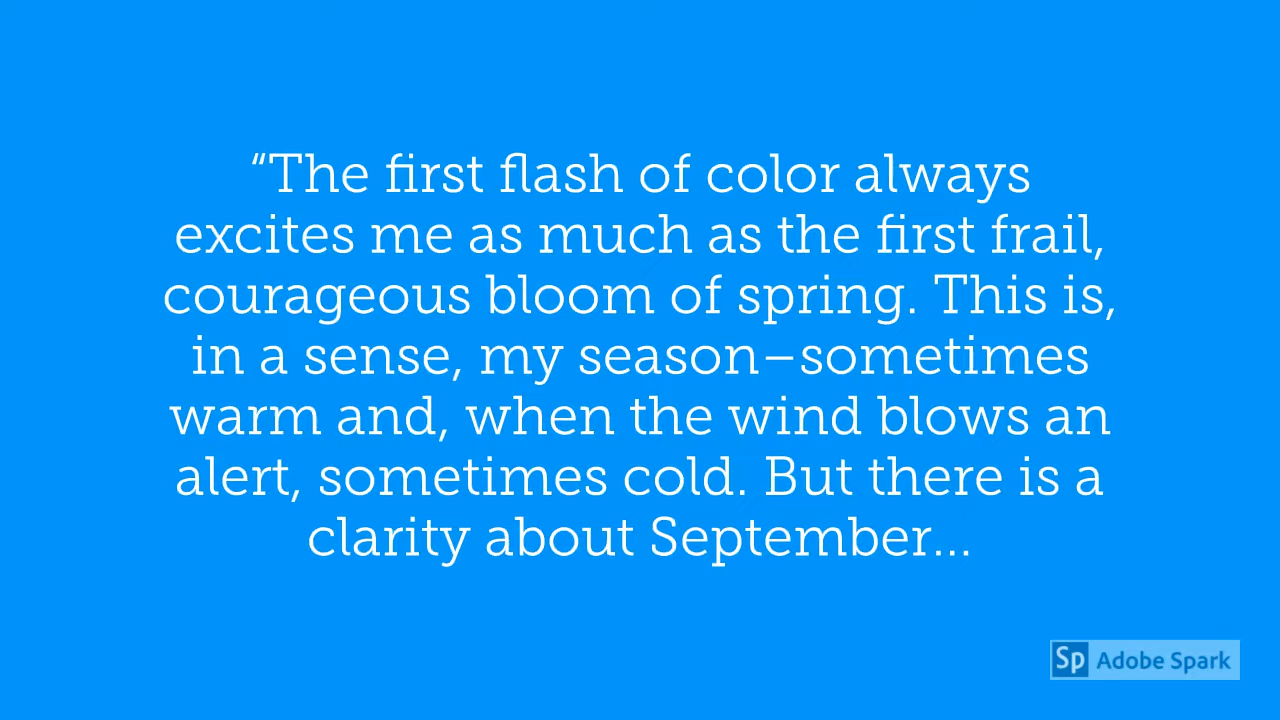 “The first flash of color always
excites me as much as the first frail,
courageous bloom of spring. This is,
in a sense, my season–sometimes
warm and, when the wind blows an
alert, sometimes cold. But there is a
clarity about September...
Sp Adobe Spark